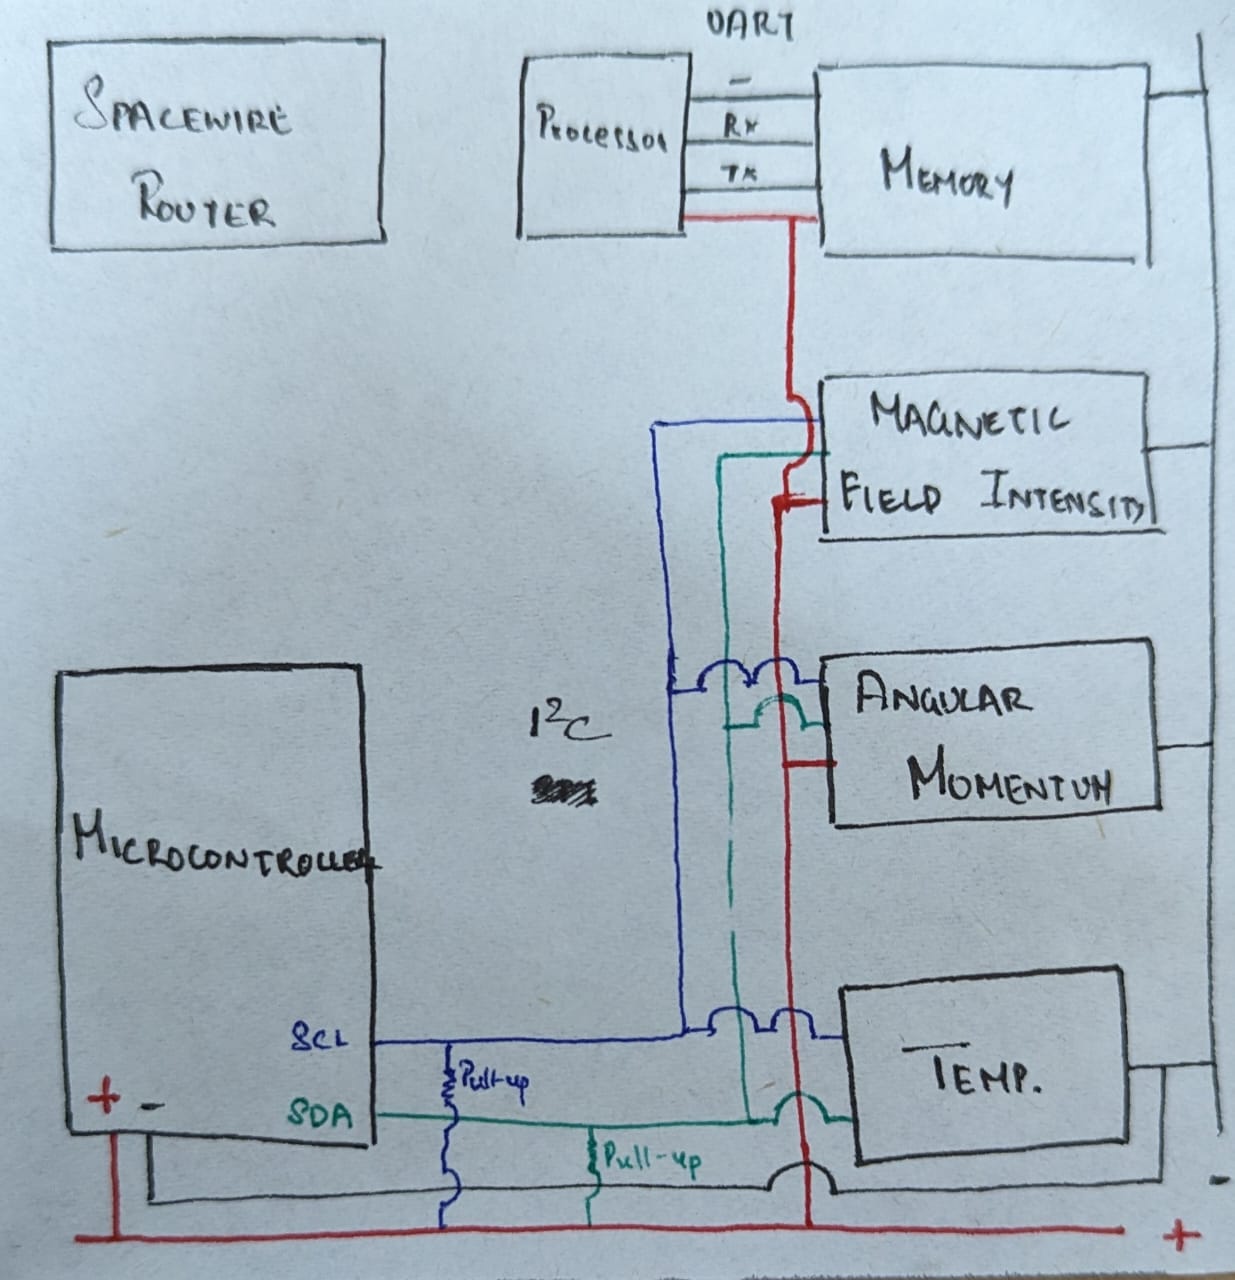 UART
SPACEWIRE
ROUTER
Processor
-
RX
TX
MEMORY
MAGNETIC
FIELD INTENSITY
I²C
ANGULAR
MOMENTUM
MICROCONTROLLER
SCL
Pull-up
TEMP.
+ -
SDA
Pull-up
-
+